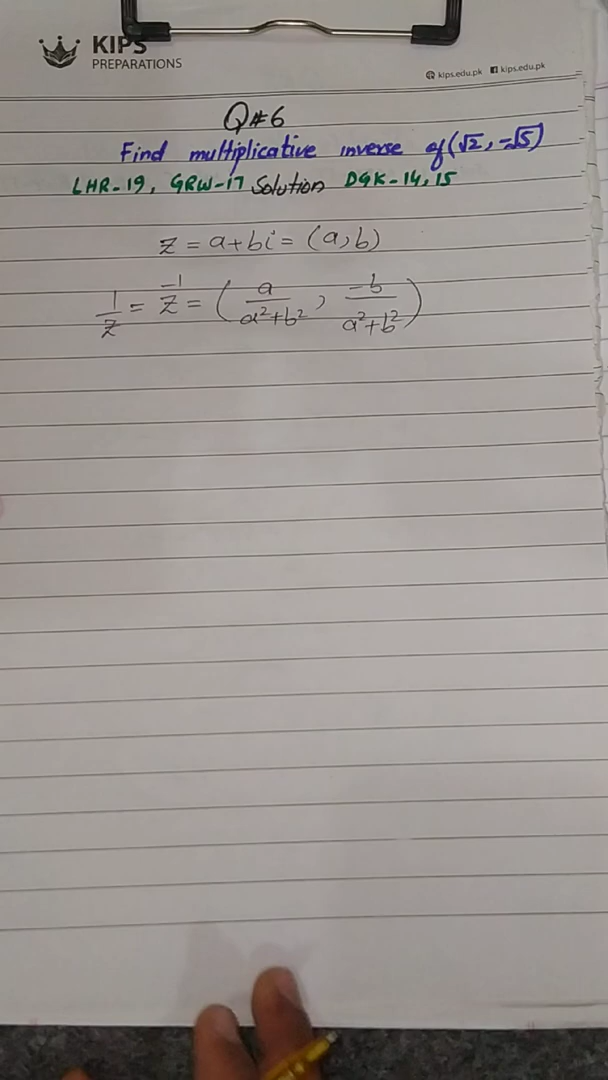 KIPS
PREPARATIONS
kips.edu.pk kips.edu.pk
Q#6
Find multiplicative inverse of (√2, -√5)
LHR-19, GRW-17 Solution DGK-14,15
z = a+bi = (a,b)
1/z = z⁻¹ = (a/(a²+b²), -b/(a²+b²))